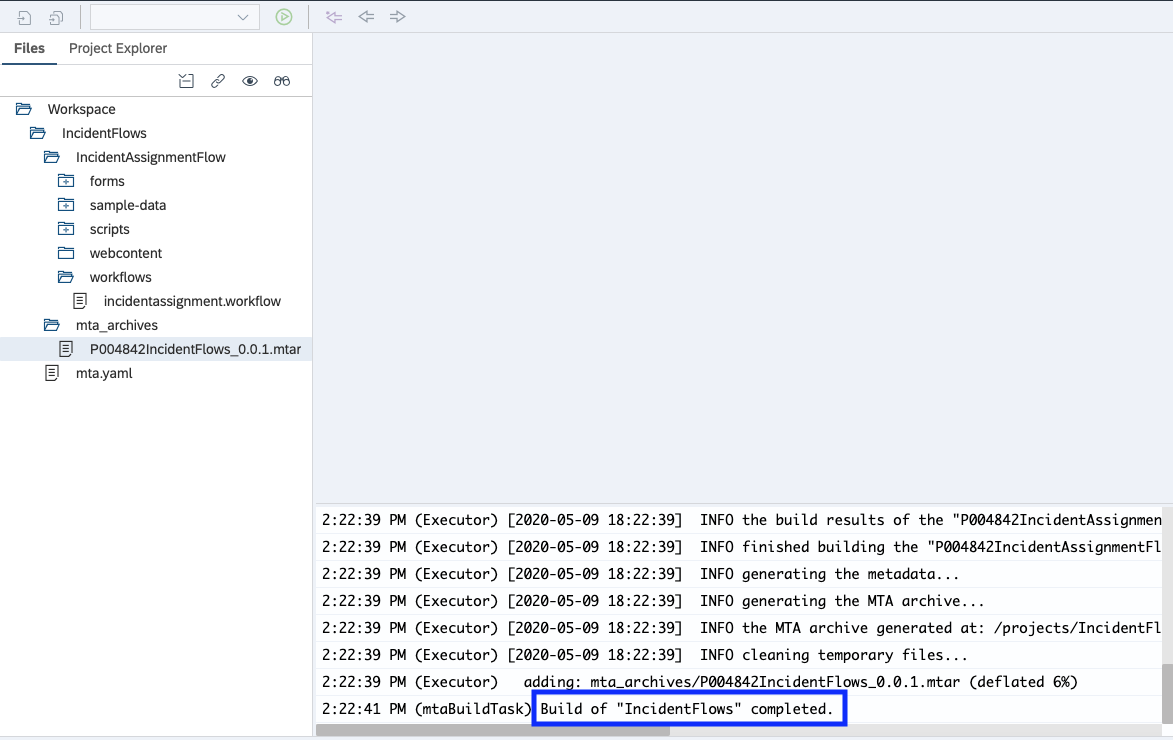 Files Project Explorer
Workspace
IncidentFlows
IncidentAssignmentFlow
forms
sample-data
scripts
webcontent
workflows
incidentassignment.workflow
mta_archives
P004842IncidentFlows_0.0.1.mtar
mta.yaml
2:22:39 PM (Executor) [2020-05-09 18:22:39] INFO the build results of the "P004842IncidentAssignmen
2:22:39 PM (Executor) [2020-05-09 18:22:39] INFO finished building the "P004842IncidentAssignmentFl
2:22:39 PM (Executor) [2020-05-09 18:22:39] INFO generating the metadata...
2:22:39 PM (Executor) [2020-05-09 18:22:39] INFO generating the MTA archive...
2:22:39 PM (Executor) [2020-05-09 18:22:39] INFO the MTA archive generated at: /projects/IncidentFl
2:22:39 PM (Executor) [2020-05-09 18:22:39] INFO cleaning temporary files...
2:22:39 PM (Executor) adding: mta_archives/P004842IncidentFlows_0.0.1.mtar (deflated 6%)
2:22:41 PM (mtaBuildTask) Build of "IncidentFlows" completed.